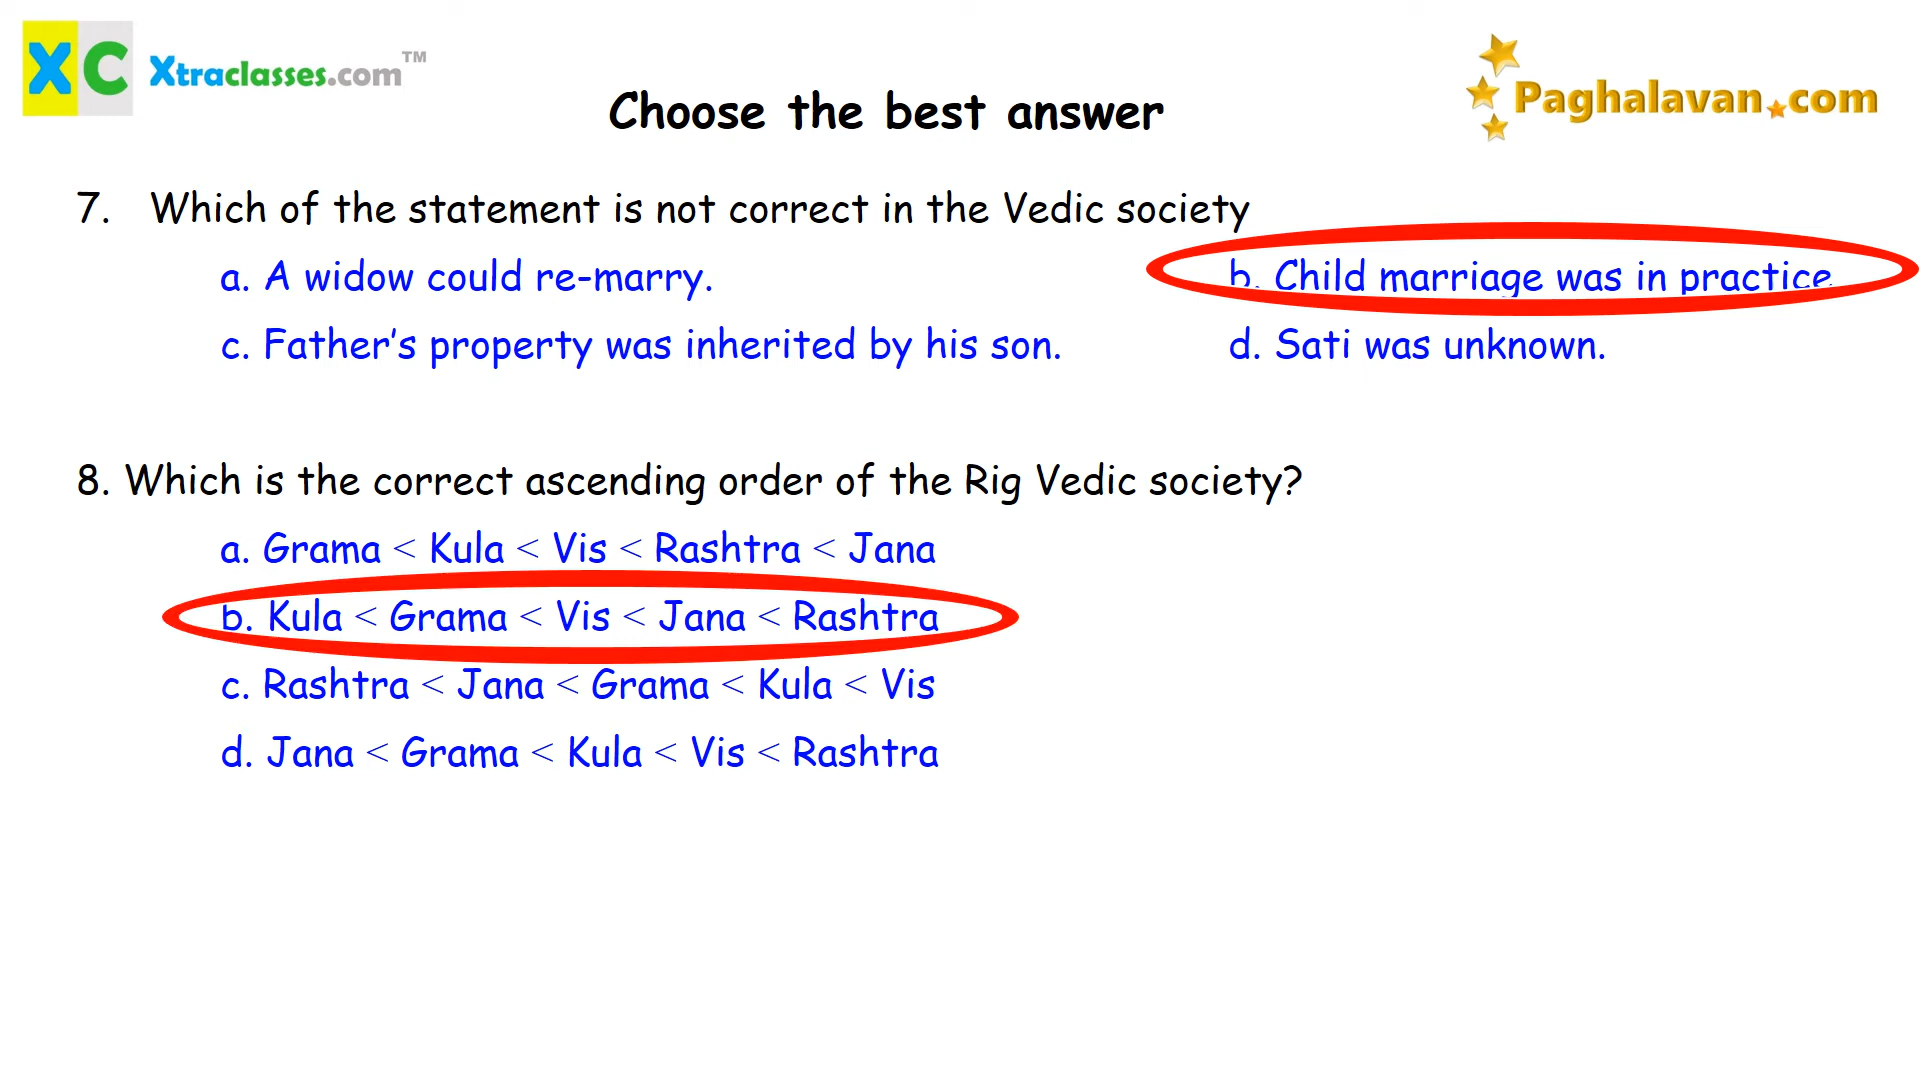 XC Xtraclasses.com™
Paghalavan.com
Choose the best answer
7. Which of the statement is not correct in the Vedic society
a. A widow could re-marry. b. Child marriage was in practice
c. Father's property was inherited by his son. d. Sati was unknown.
8. Which is the correct ascending order of the Rig Vedic society?
a. Grama < Kula < Vis < Rashtra < Jana
b. Kula < Grama < Vis < Jana < Rashtra
c. Rashtra < Jana < Grama < Kula < Vis
d. Jana < Grama < Kula < Vis < Rashtra